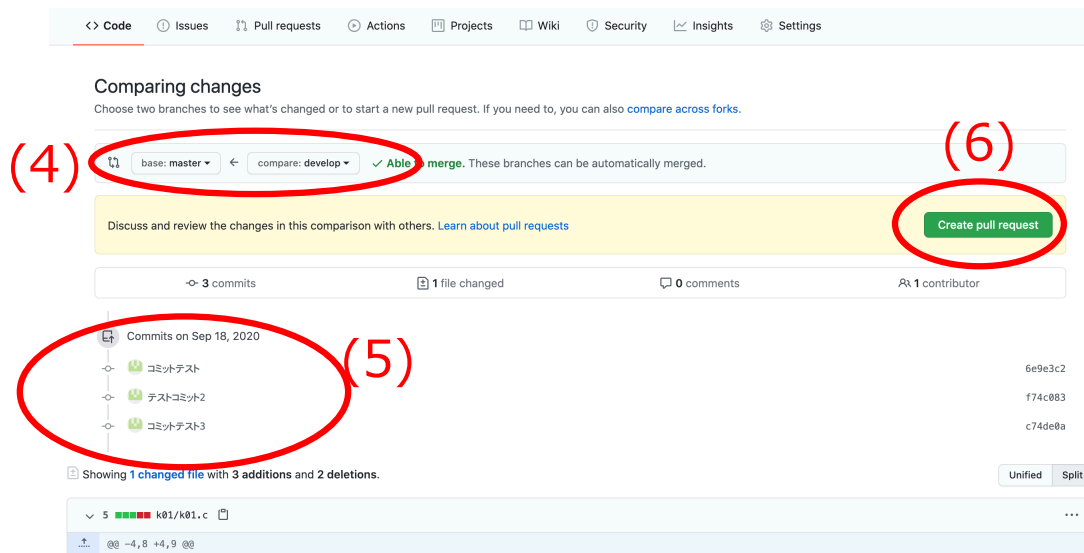 <> Code Issues Pull requests Actions Projects Wiki Security Insights Settings
Comparing changes
Choose two branches to see what's changed or to start a new pull request. If you need to, you can also compare across forks.
(4)
base: master ← compare: develop ✓ Able to merge. These branches can be automatically merged.
(6)
Discuss and review the changes in this comparison with others. Learn about pull requests Create pull request
3 commits 1 file changed 0 comments 1 contributor
Commits on Sep 18, 2020
(5)
コミットテスト 6e9e3c2
テストコミット2 f74c083
コミットテスト3 c74de0a
Showing 1 changed file with 3 additions and 2 deletions. Unified Split
5 k01/k01.c ...
@@ -4,8 +4,9 @@